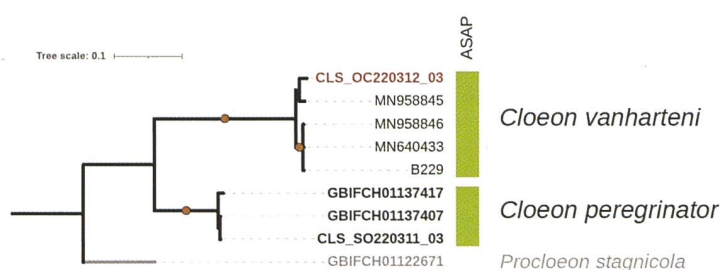 ASAP
Tree scale: 0.1
CLS_OC220312_03
MN958845
MN958846
MN640433
B229
Cloeon vanharteni
GBIFCH01137417
GBIFCH01137407
CLS_SO220311_03
Cloeon peregrinator
GBIFCH01122671
Procloeon stagnicola